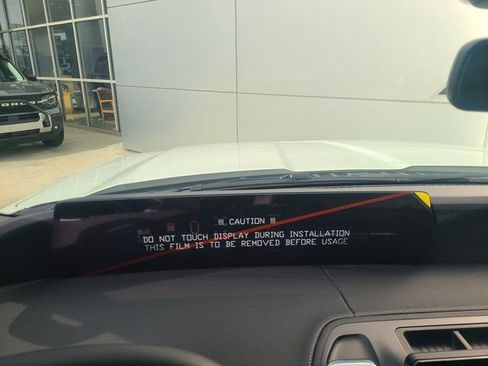 CAUTION
DO NOT TOUCH DISPLAY DURING INSTALLATION
THIS FILM IS TO BE REMOVED BEFORE USAGE